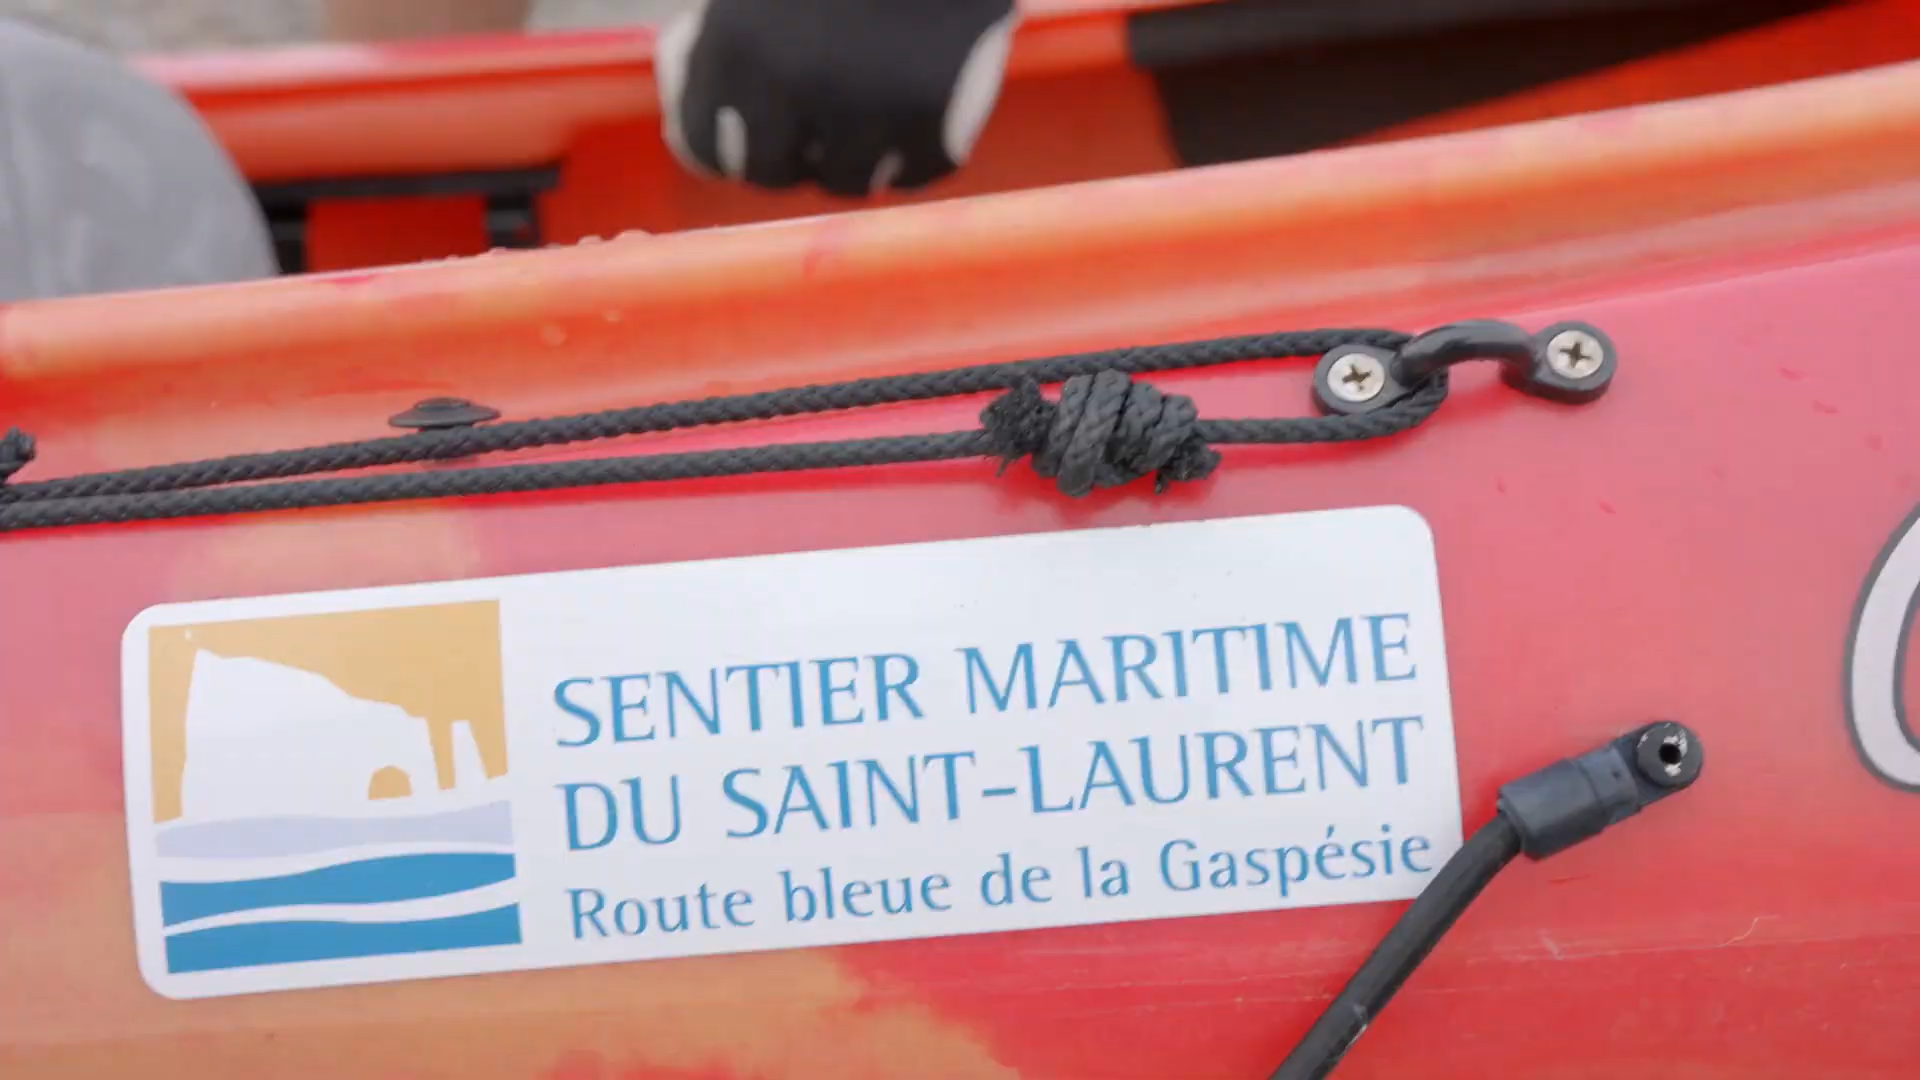 SENTIER MARITIME
DU SAINT-LAURENT
Route bleue de la Gaspésie